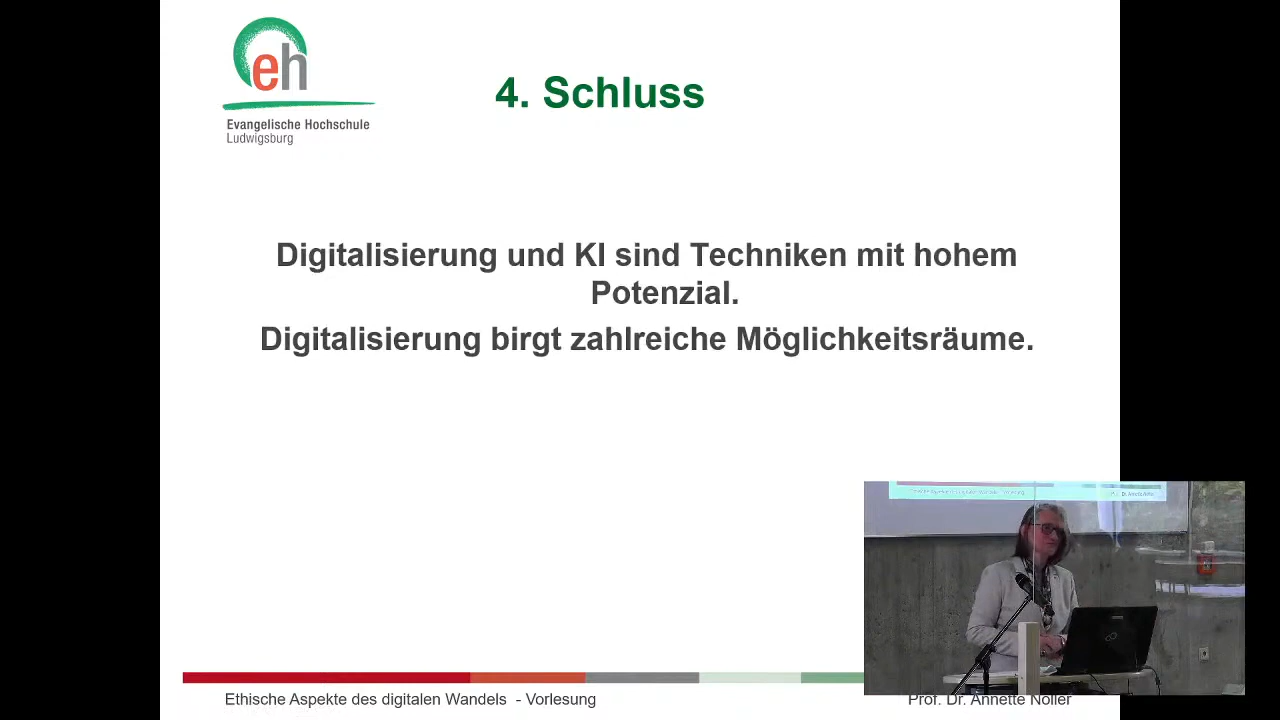 eh
Evangelische Hochschule
Ludwigsburg
4. Schluss
Digitalisierung und KI sind Techniken mit hohem
Potenzial.
Digitalisierung birgt zahlreiche Möglichkeitsräume.
Ethische Aspekte des digitalen Wandels - Vorlesung
Prof. Dr. Annette Noller